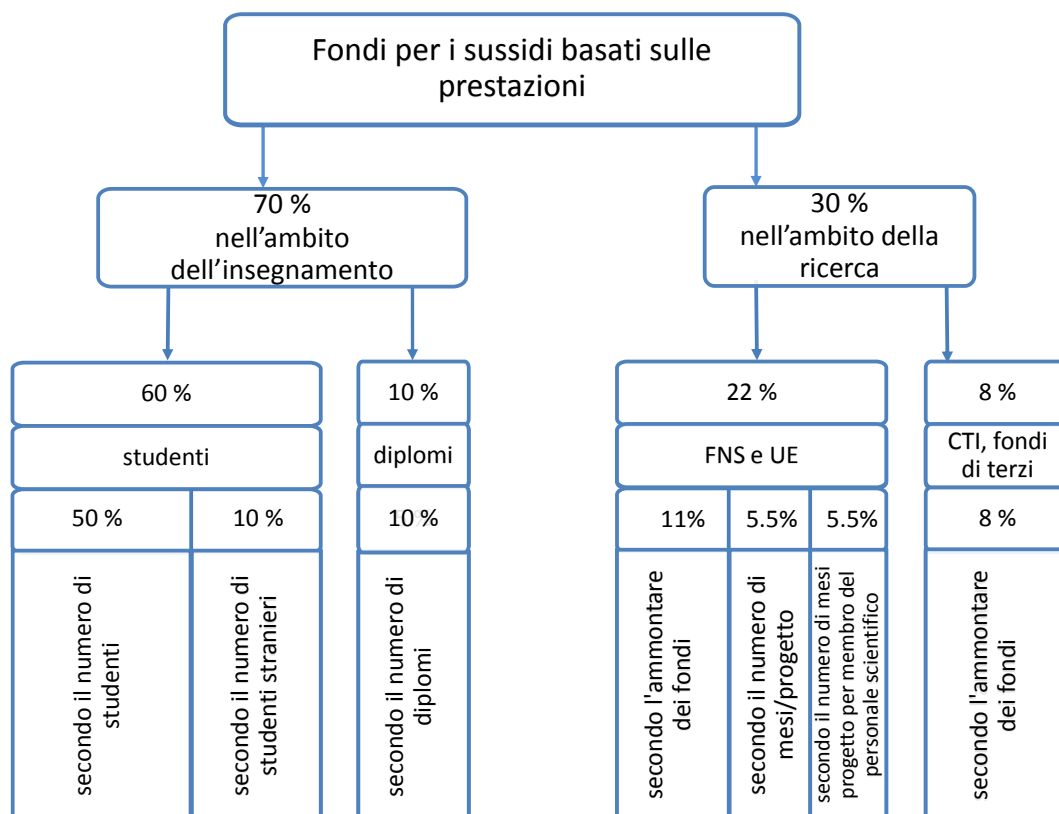 Fondi per i sussidi basati sulle
prestazioni
70 %
nell'ambito
dell'insegnamento
30 %
nell'ambito della
ricerca
60 %
10 %
22 %
8 %
studenti
diplomi
FNS e UE
CTI, fondi
di terzi
50 %
10 %
10 %
11%
5.5%
5.5%
8 %
secondo il numero di
studenti
secondo il numero di
studenti stranieri
secondo il numero di
diplomi
secondo l'ammontare
dei fondi
secondo il numero di
mesi/progetto
secondo il numero di mesi
progetto per membro del
personale scientifico
secondo l'ammontare
dei fondi